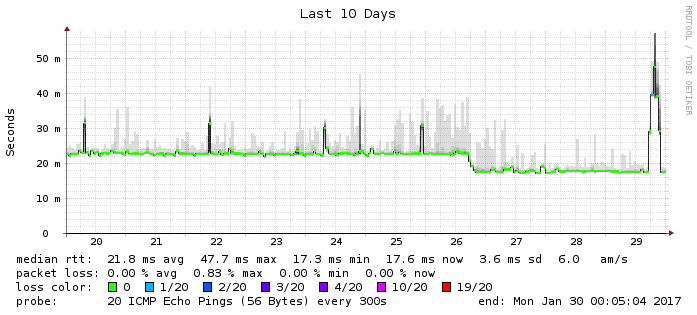 Last 10 Days
RRDTOOL / TOBI OETIKER
Seconds
50 m
40 m
30 m
20 m
10 m
0
20 21 22 23 24 25 26 27 28 29
median rtt: 21.8 ms avg 47.7 ms max 17.3 ms min 17.6 ms now 3.6 ms sd 6.0 am/s
packet loss: 0.00 % avg 0.83 % max 0.00 % min 0.00 % now
loss color: 0 1/20 2/20 3/20 4/20 10/20 19/20
probe: 20 ICMP Echo Pings (56 Bytes) every 300s end: Mon Jan 30 00:05:04 2017